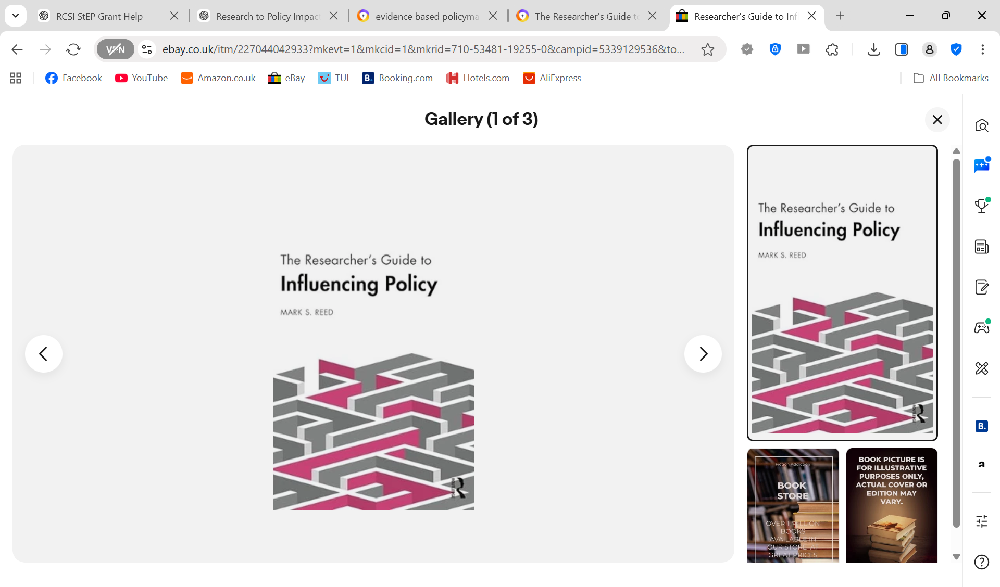 RCSI StEP Grant Help
Research to Policy Impac
evidence based policyma
The Researcher's Guide to
Researcher's Guide to Inf
VPN
ebay.co.uk/itm/227044042933?mkevt=1&mkcid=1&mkrid=710-53481-19255-0&campid=5339129536&to...
Facebook
YouTube
Amazon.co.uk
eBay
TUI
B. Booking.com
Hotels.com
AliExpress
All Bookmarks
Gallery (1 of 3)
The Researcher's Guide to
Influencing Policy
MARK S. REED
The Researcher's Guide to
Influencing Policy
MARK S. REED
Fiction Addiction
BOOK
STORE
OVER 1 MILLION
BOOKS
AVAILABLE IN
OUR STORE AT
GREAT PRICES
BOOK PICTURE IS
FOR ILLUSTRATIVE
PURPOSES ONLY,
ACTUAL COVER OR
EDITION MAY
VARY.
B.
a